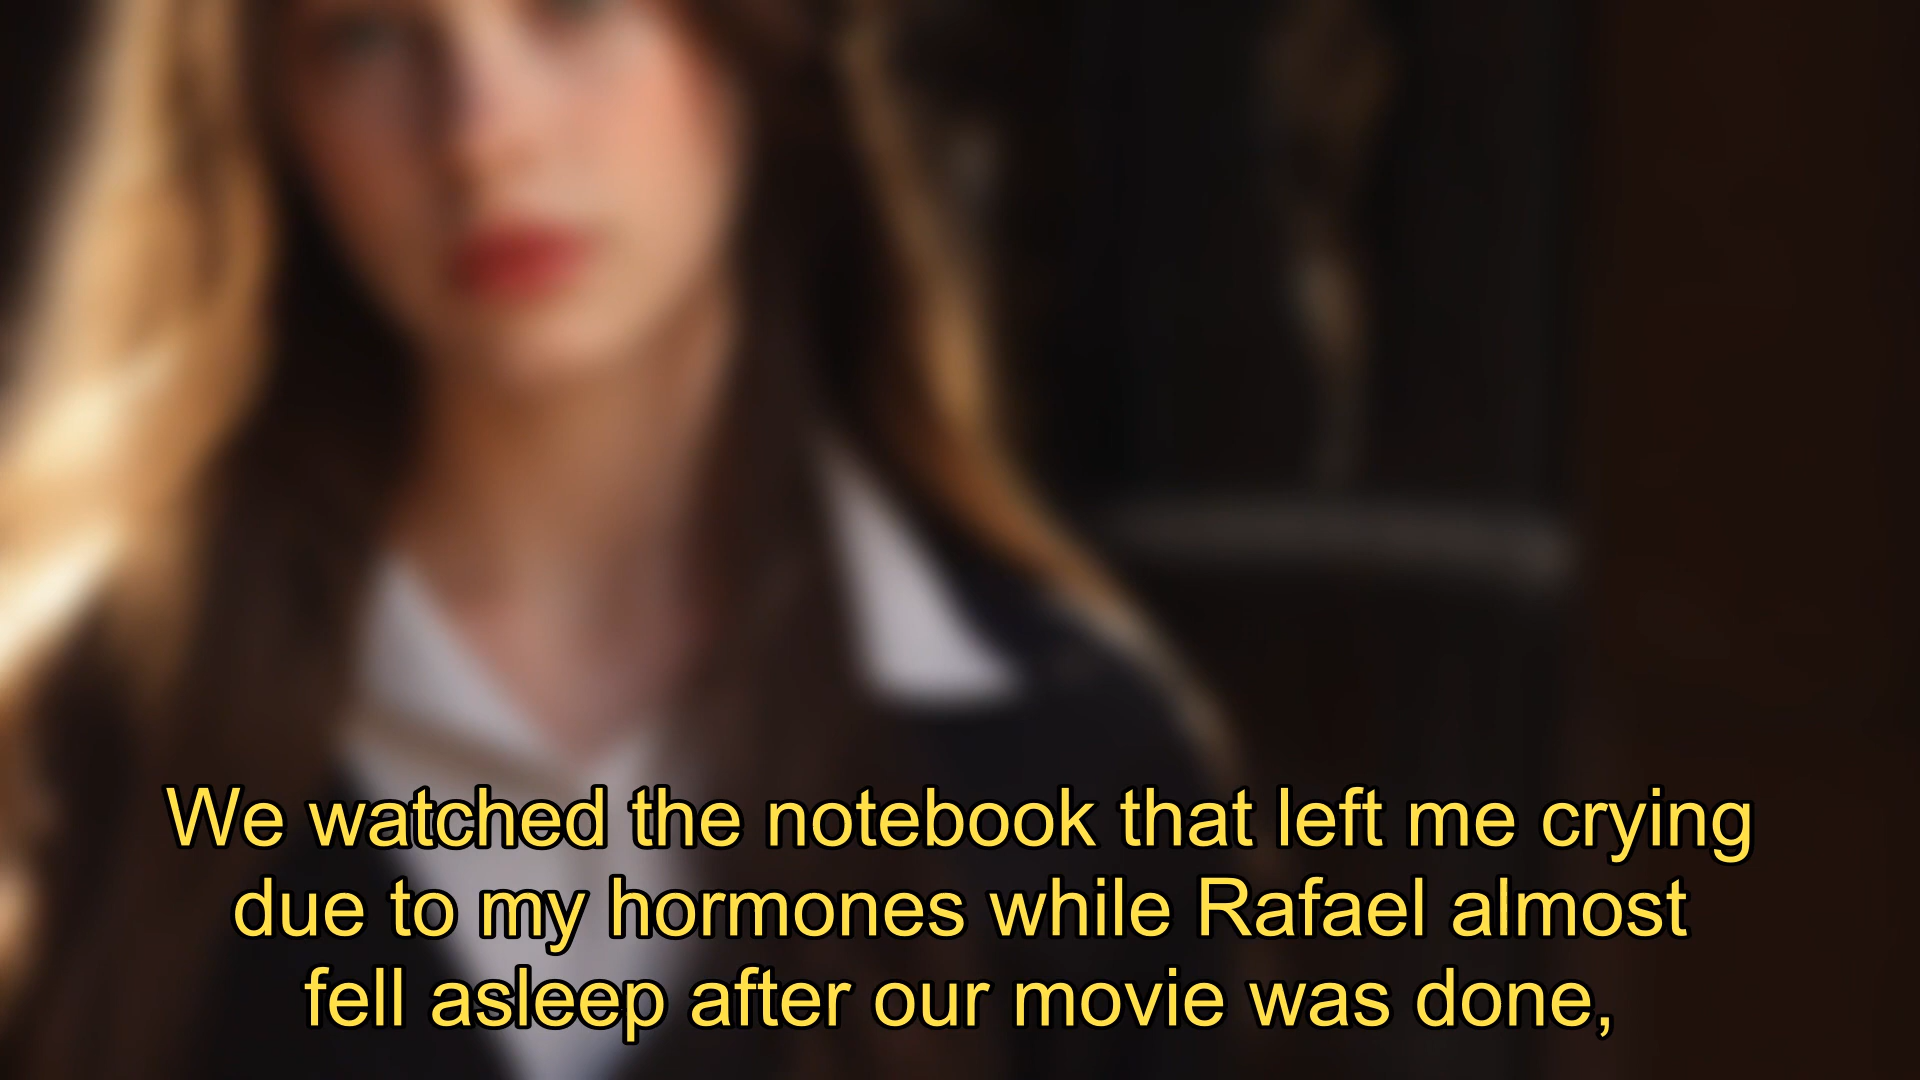 We watched the notebook that left me crying
due to my hormones while Rafael almost
fell asleep after our movie was done,